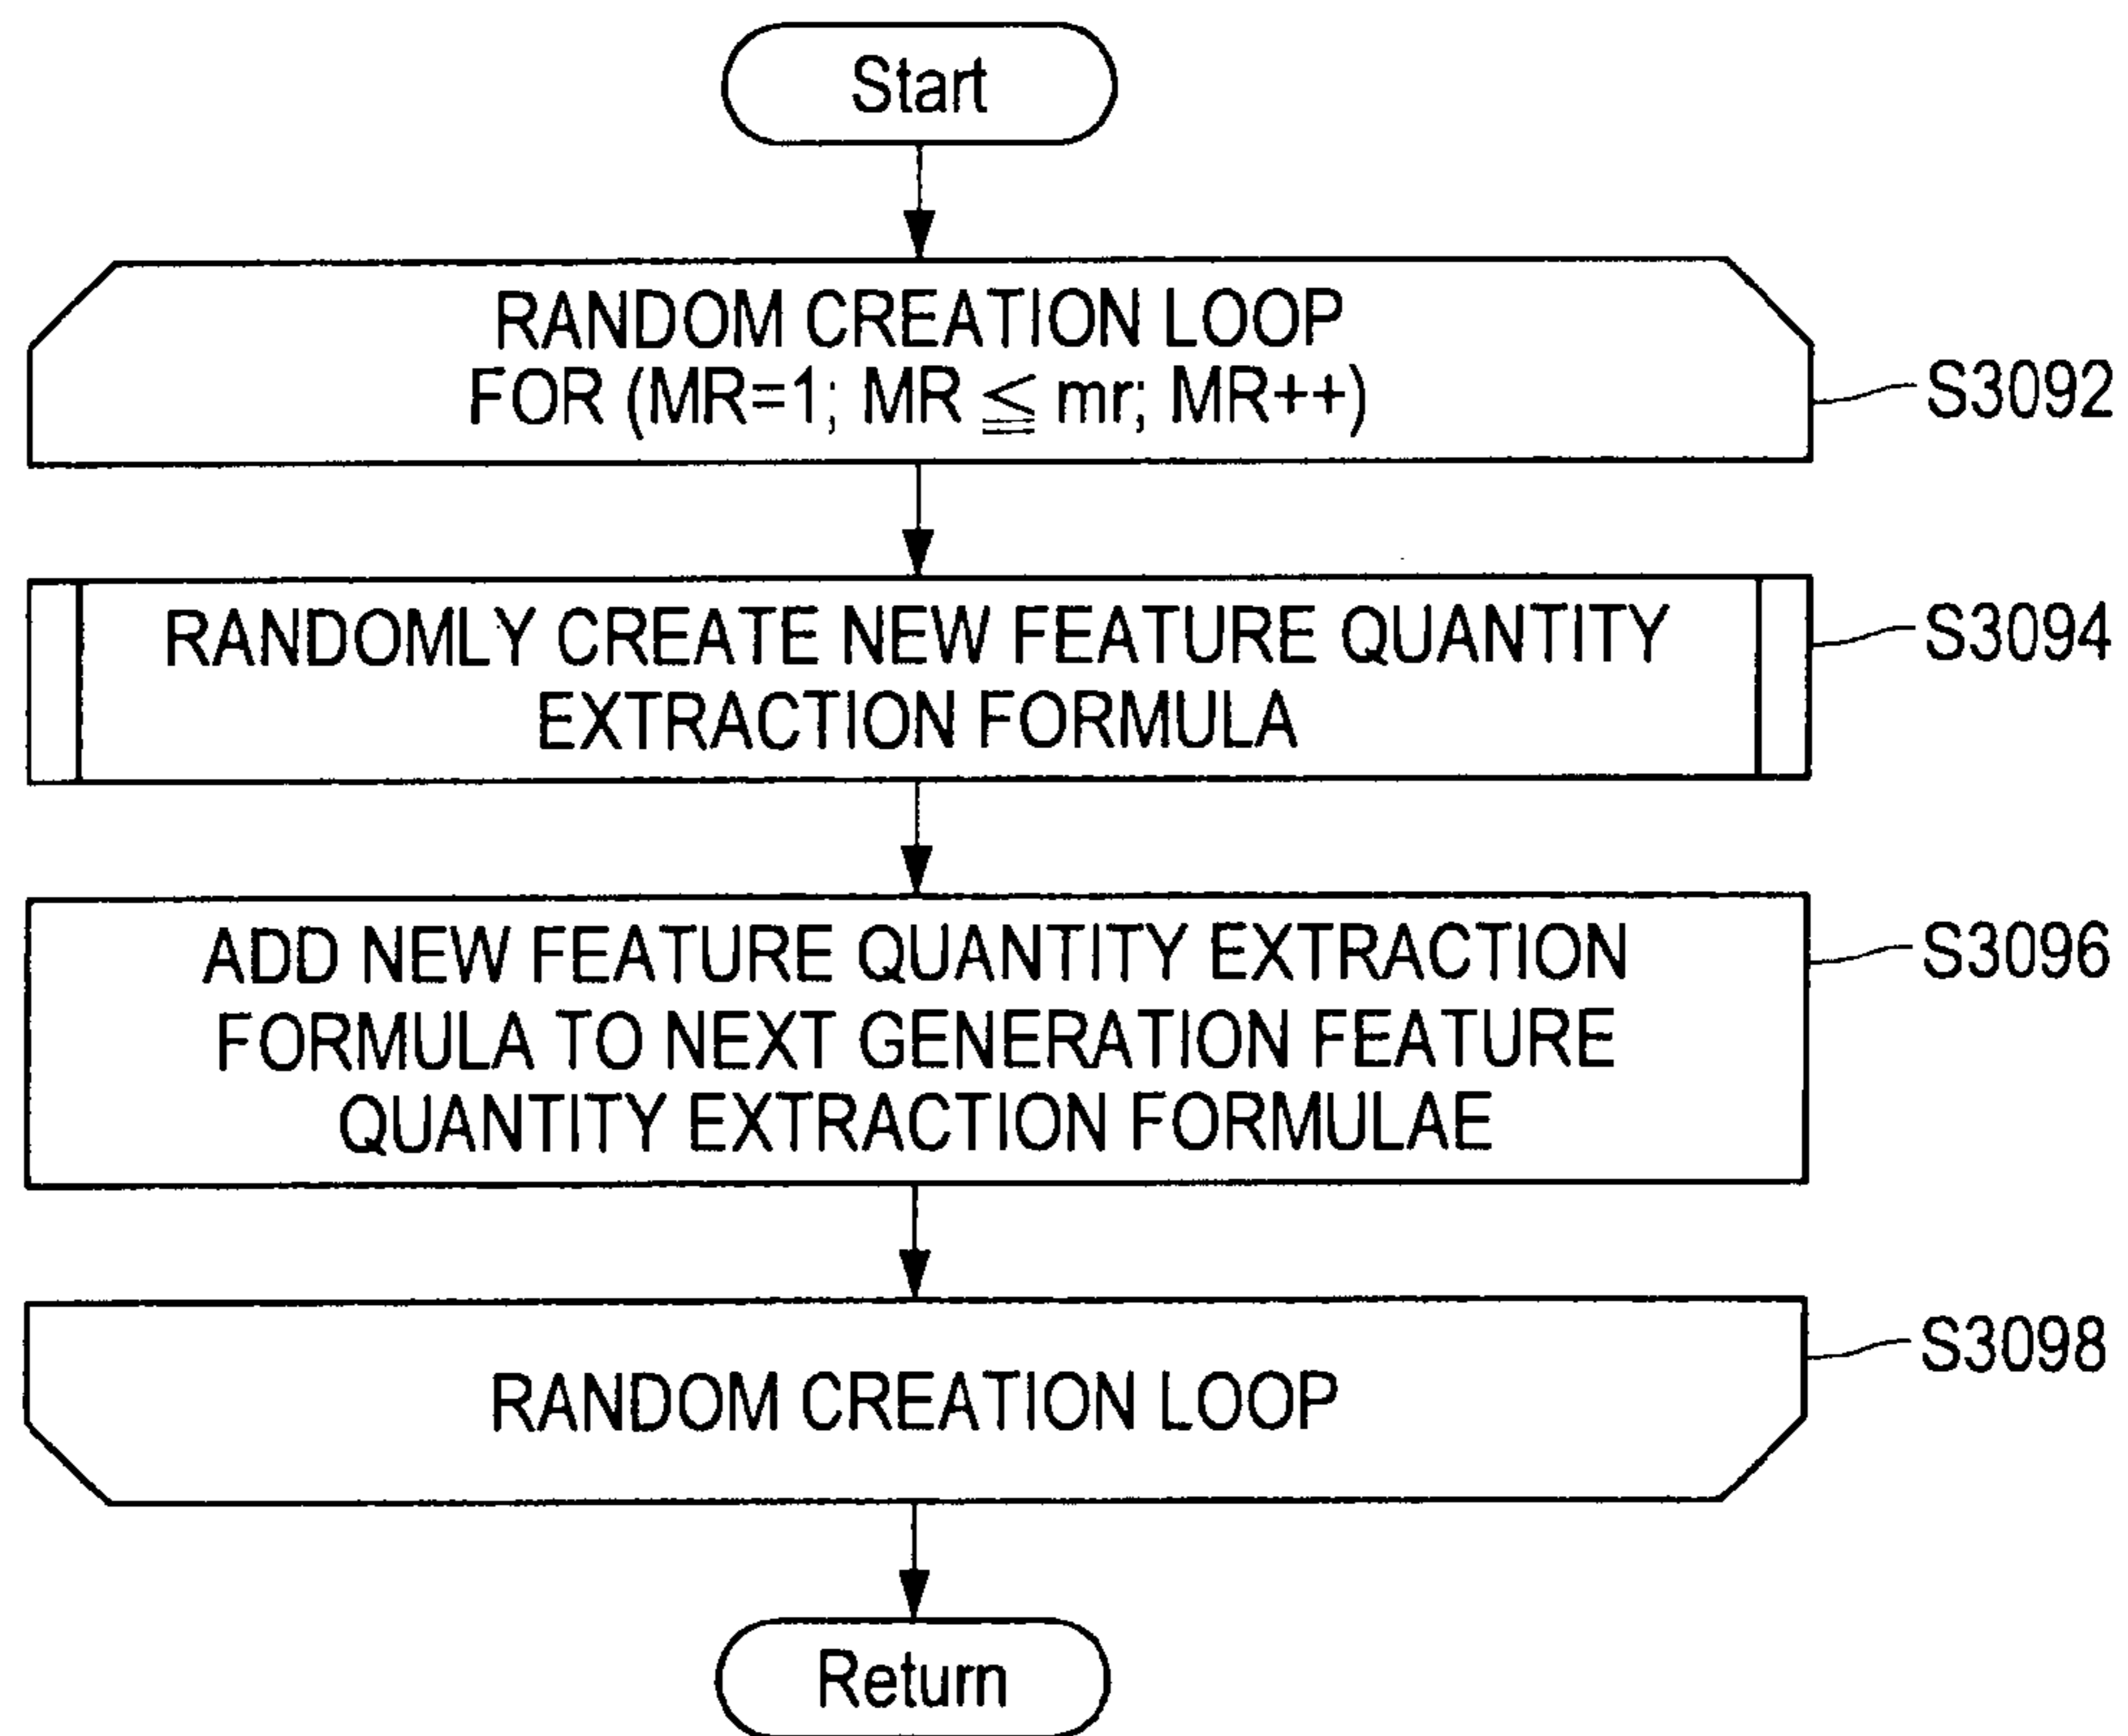 Start
RANDOM CREATION LOOP
FOR (MR=1; MR ≦ mr; MR++)
S3092
RANDOMLY CREATE NEW FEATURE QUANTITY
EXTRACTION FORMULA
S3094
ADD NEW FEATURE QUANTITY EXTRACTION
FORMULA TO NEXT GENERATION FEATURE
QUANTITY EXTRACTION FORMULAE
S3096
RANDOM CREATION LOOP
S3098
Return